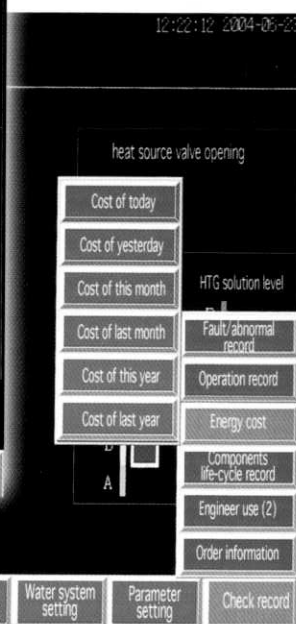 12:22:12 2004-06-23
heat source valve opening
Cost of today
Cost of yesterday
Cost of this month
Cost of last month
Cost of this year
Cost of last year
HTG solution level
Fault/abnormal
record
Operation record
Energy cost
Components
life-cycle record
Engineer use (2)
Order information
A
Water system
setting
Parameter
setting
Check record